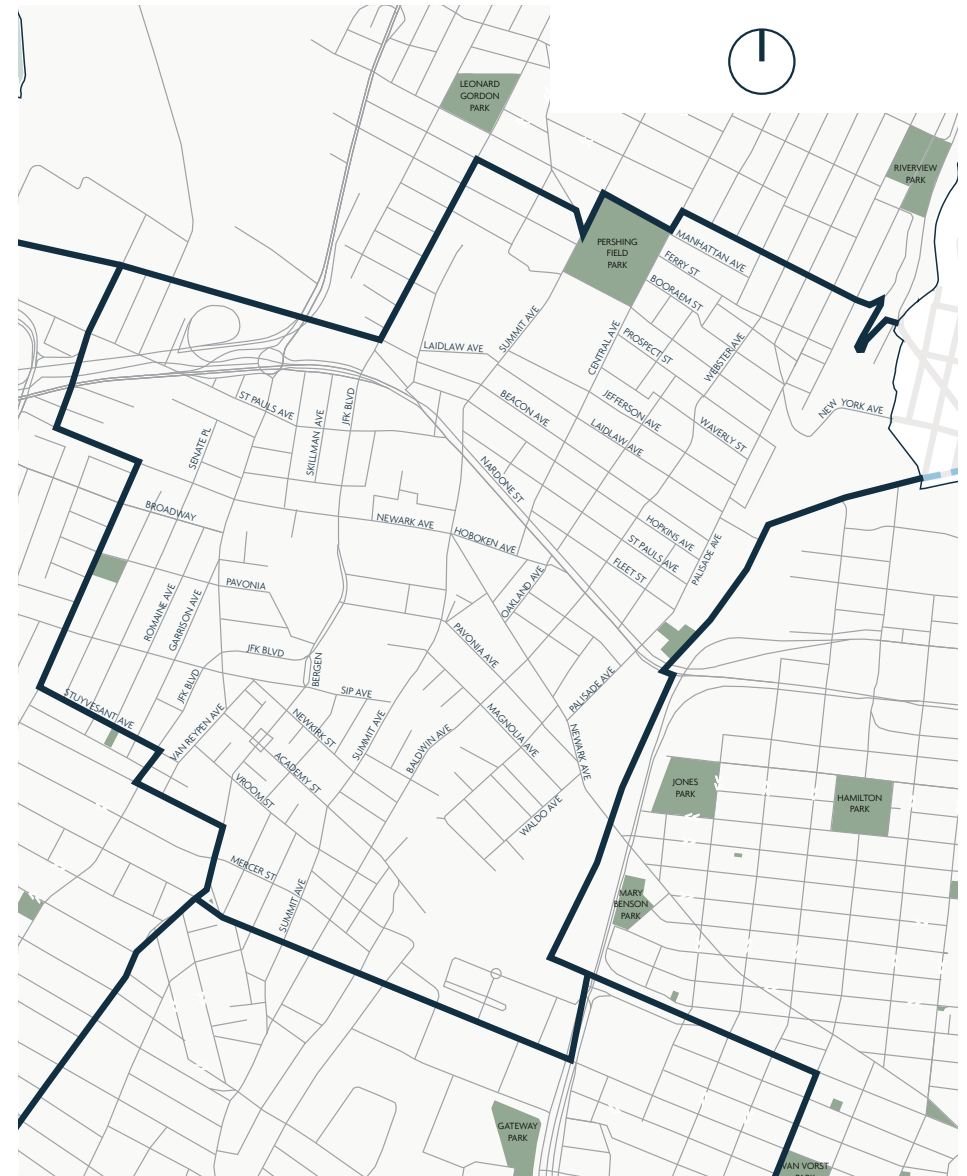 LEONARD
GORDON
PARK
RIVERVIEW
PARK
PERSHING
FIELD
PARK
MANHATTAN AVE
FERRY ST
BOORAEM ST
SUMMIT AVE
CENTRAL AVE
PROSPECT ST
WEBSTER AVE
LAIDLAW AVE
ST PAULS AVE
SKILLMAN AVE
JFK BLVD
BEACON AVE
JEFFERSON AVE
LAIDLAW AVE
WAVERLY ST
NEW YORK AVE
SENATE PL
NARDONE ST
BROADWAY
NEWARK AVE
HOBOKEN AVE
HOPKINS AVE
ST PAULS AVE
FLEET ST
PALISADE AVE
PAVONIA
ROMAINE AVE
GARRISON AVE
OAKLAND AVE
JFK BLVD
BERGEN
PAVONIA AVE
SIP AVE
JFK BLVD
STUYVESANT AVE
VAN REYPEN AVE
NEWKIRK ST
SUMMIT AVE
BALDWIN AVE
MAGNOLIA AVE
PALISADE AVE
NEWARK AVE
ACADEMY ST
VROOM ST
WALDO AVE
JONES
PARK
HAMILTON
PARK
MERCER ST
SUMMIT AVE
MARY
BENSON
PARK
GATEWAY
PARK
VAN VORST
PARK